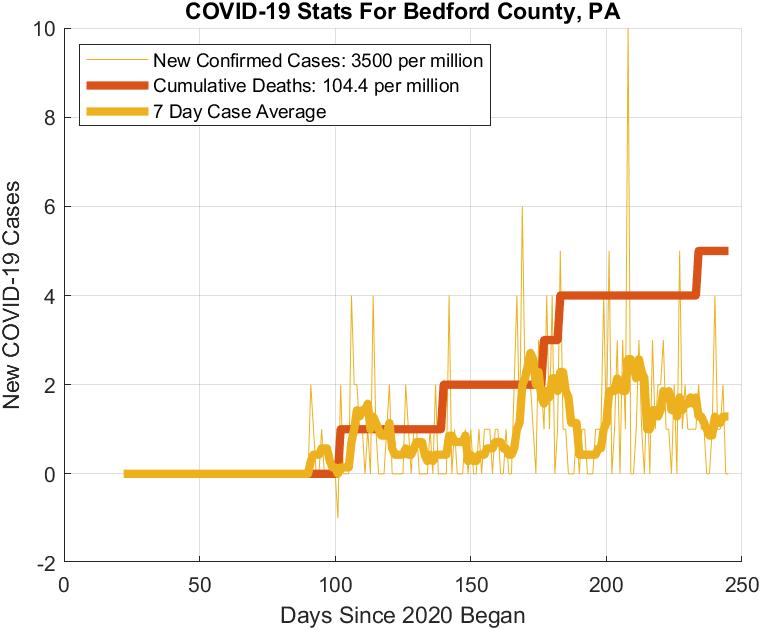 COVID-19 Stats For Bedford County, PA
New Confirmed Cases: 3500 per million
Cumulative Deaths: 104.4 per million
7 Day Case Average
New COVID-19 Cases
10
8
6
4
2
0
-2
0 50 100 150 200 250
Days Since 2020 Began